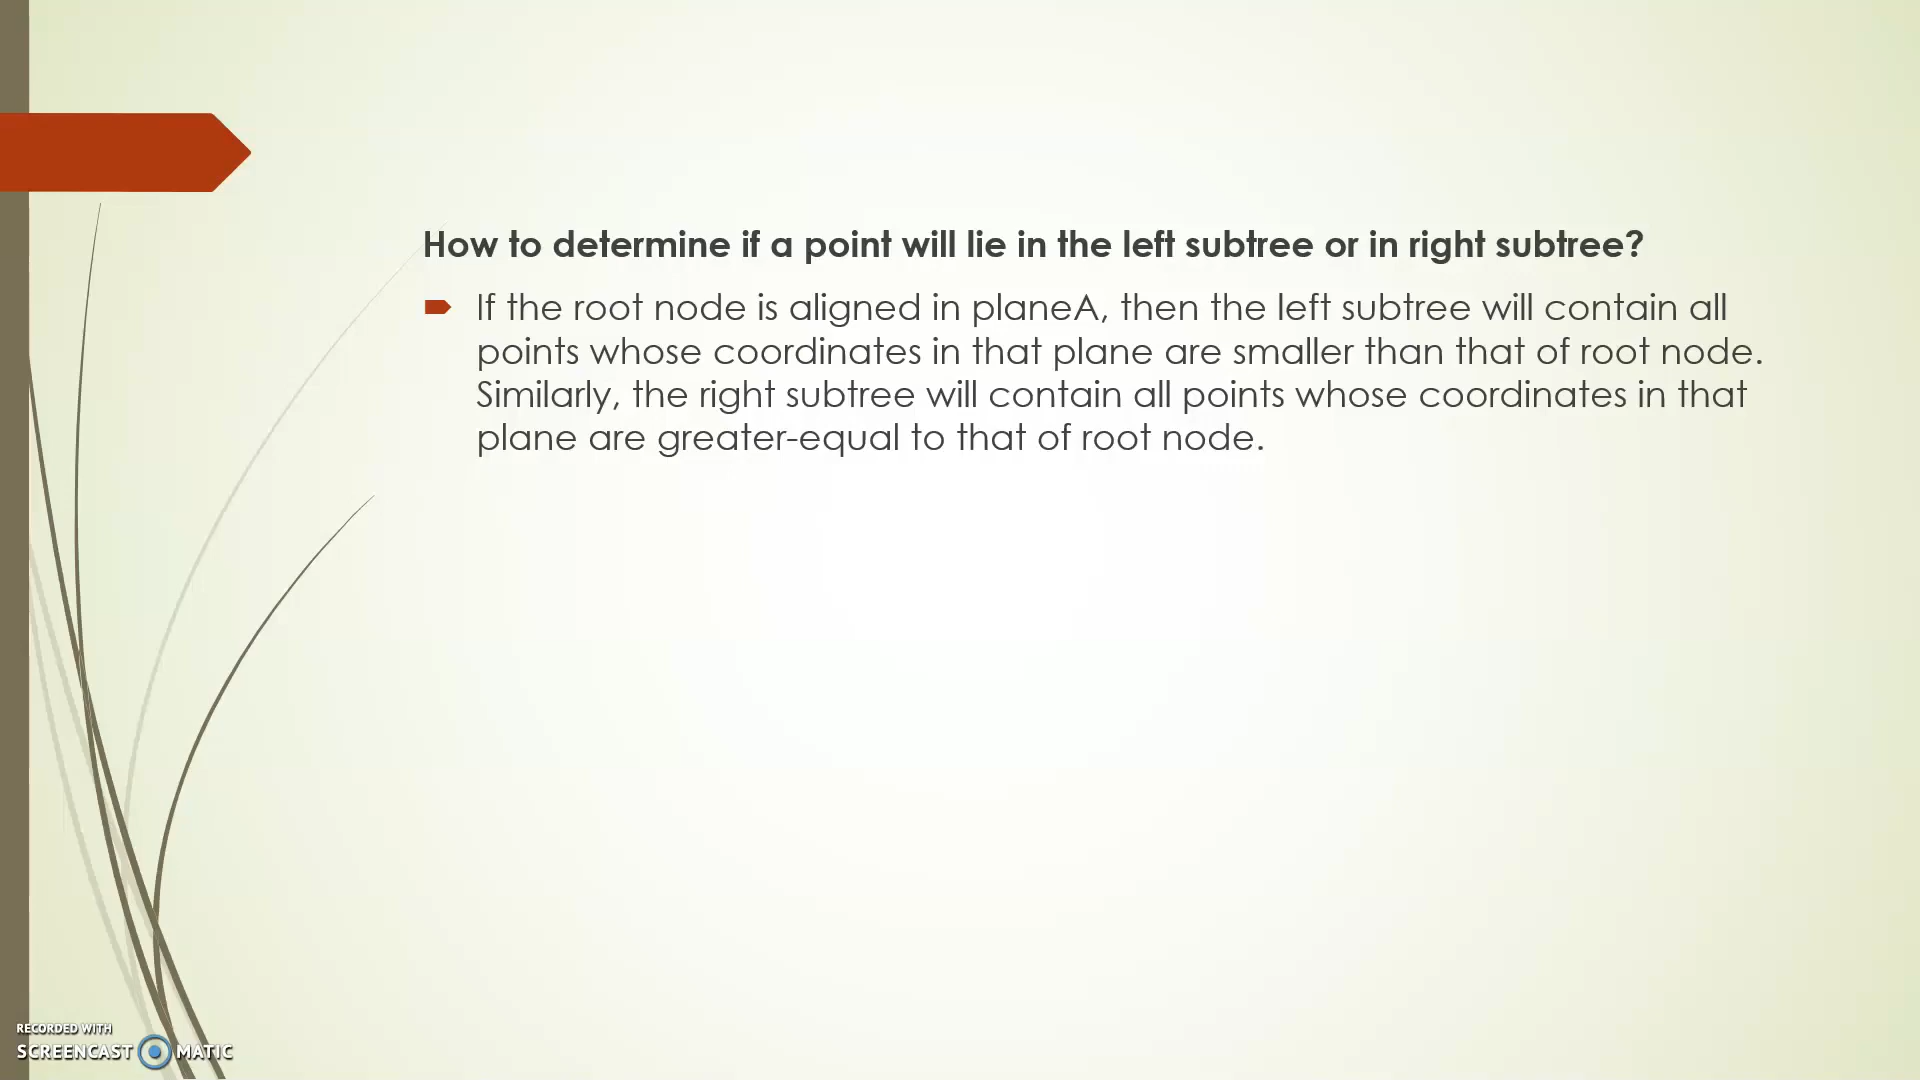 How to determine if a point will lie in the left subtree or in right subtree?
If the root node is aligned in planeA, then the left subtree will contain all
points whose coordinates in that plane are smaller than that of root node.
Similarly, the right subtree will contain all points whose coordinates in that
plane are greater-equal to that of root node.
RECORDED WITH
SCREENCAST MATIC